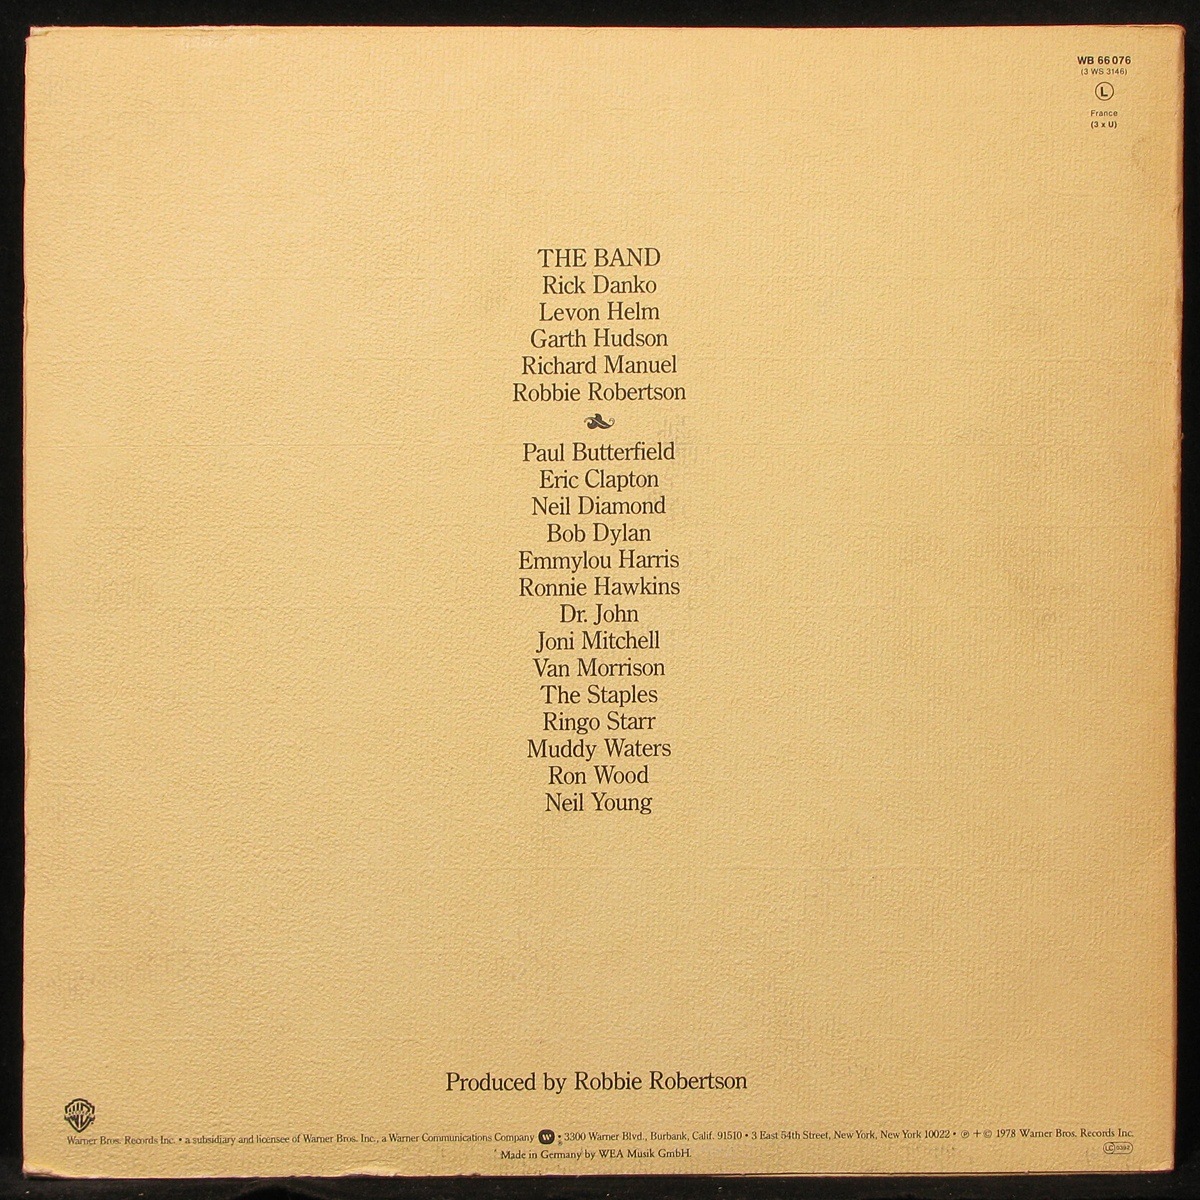 WB 66 076
(3 WS 3146)
L
France
(3 x U)
THE BAND
Rick Danko
Levon Helm
Garth Hudson
Richard Manuel
Robbie Robertson
Paul Butterfield
Eric Clapton
Neil Diamond
Bob Dylan
Emmylou Harris
Ronnie Hawkins
Dr. John
Joni Mitchell
Van Morrison
The Staples
Ringo Starr
Muddy Waters
Ron Wood
Neil Young
Produced by Robbie Robertson
Warner Bros. Records Inc. • a subsidiary and licensee of Warner Bros. Inc., a Warner Communications Company W ® • 3300 Warner Blvd., Burbank, Calif. 91510 • 3 East 54th Street, New York, New York 10022 • ℗ + © 1978 Warner Bros. Records Inc.
Made in Germany by WEA Musik GmbH.
LC 0392